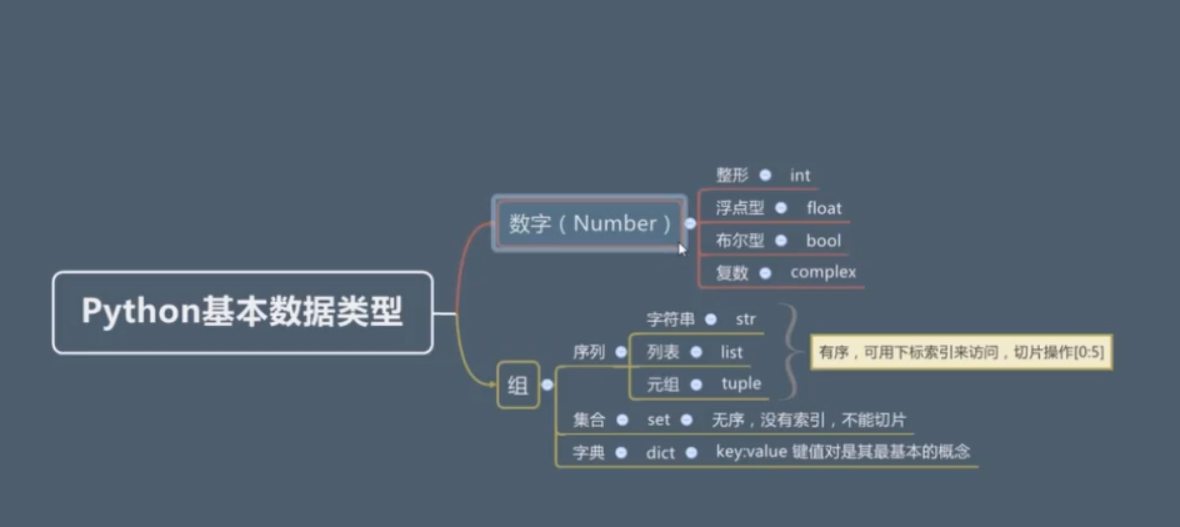 Python基本数据类型
数字（Number）
整形 int
浮点型 float
布尔型 bool
复数 complex
组
序列
字符串 str
列表 list
元组 tuple
有序，可用下标索引来访问，切片操作[0:5]
集合 set 无序，没有索引，不能切片
字典 dict key:value 键值对是其最基本的概念